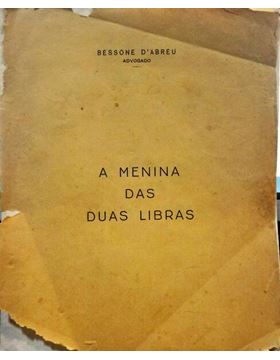 BESSONE D'ABREU
ADVOGADO
A MENINA
DAS
DUAS LIBRAS